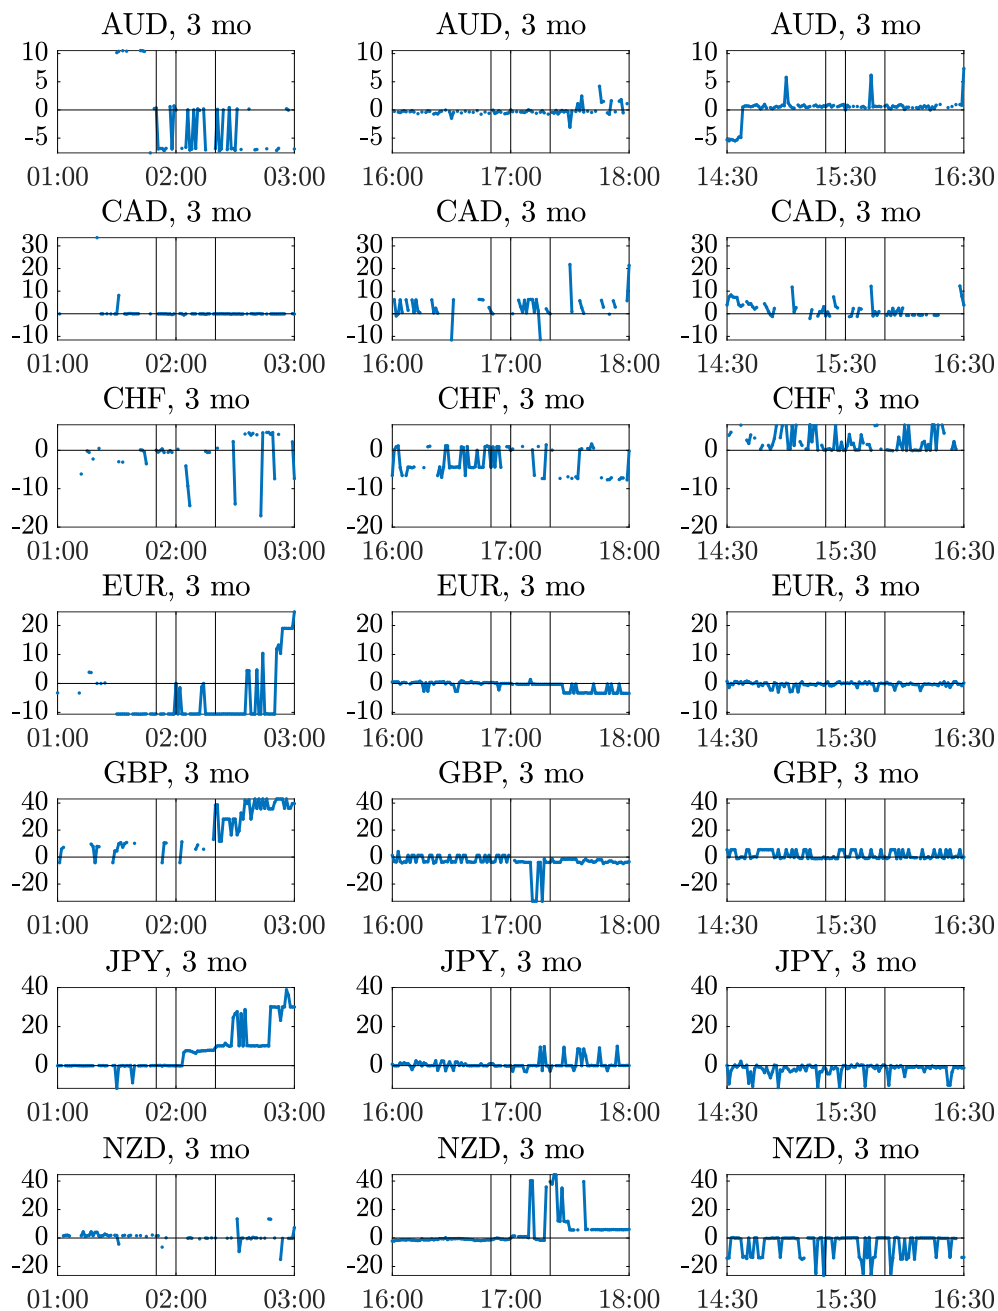 AUD, 3 mo AUD, 3 mo AUD, 3 mo
10 10 10
5 5 5
0 0 0
-5 -5 -5
01:00 02:00 03:00 16:00 17:00 18:00 14:30 15:30 16:30
CAD, 3 mo CAD, 3 mo CAD, 3 mo
30 30 30
20 20 20
10 10 10
0 0 0
-10 -10 -10
01:00 02:00 03:00 16:00 17:00 18:00 14:30 15:30 16:30
CHF, 3 mo CHF, 3 mo CHF, 3 mo
0 0 0
-10 -10 -10
-20 -20 -20
01:00 02:00 03:00 16:00 17:00 18:00 14:30 15:30 16:30
EUR, 3 mo EUR, 3 mo EUR, 3 mo
20 20 20
10 10 10
0 0 0
-10 -10 -10
01:00 02:00 03:00 16:00 17:00 18:00 14:30 15:30 16:30
GBP, 3 mo GBP, 3 mo GBP, 3 mo
40 40 40
20 20 20
0 0 0
-20 -20 -20
01:00 02:00 03:00 16:00 17:00 18:00 14:30 15:30 16:30
JPY, 3 mo JPY, 3 mo JPY, 3 mo
40 40 40
20 20 20
0 0 0
01:00 02:00 03:00 16:00 17:00 18:00 14:30 15:30 16:30
NZD, 3 mo NZD, 3 mo NZD, 3 mo
40 40 40
20 20 20
0 0 0
-20 -20 -20
01:00 02:00 03:00 16:00 17:00 18:00 14:30 15:30 16:30